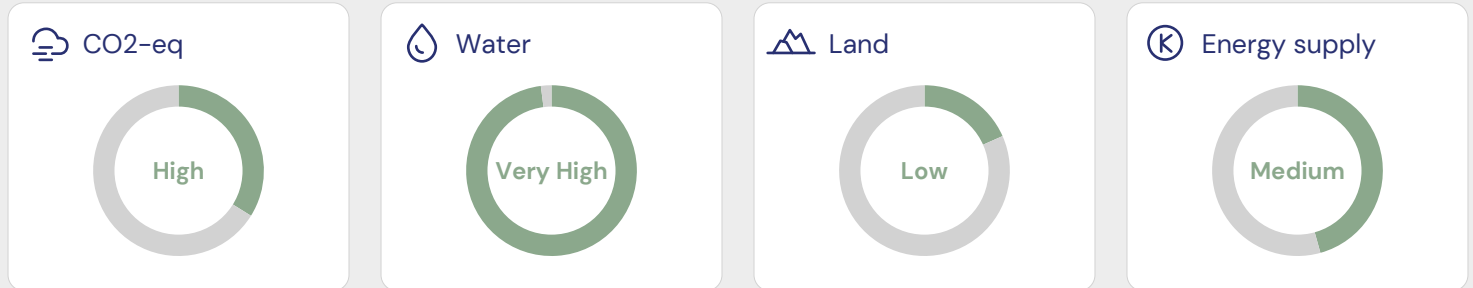 CO2-eq
High
Water
Very High
Land
Low
Energy supply
Medium